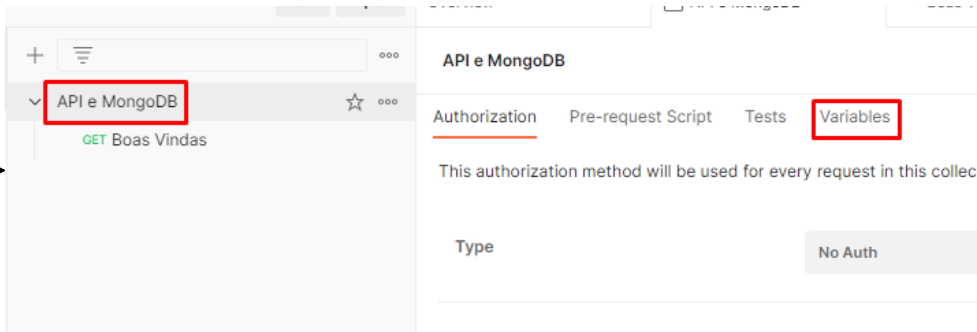 API e MongoDB
GET Boas Vindas
API e MongoDB
Authorization Pre-request Script Tests Variables
This authorization method will be used for every request in this collec
Type
No Auth